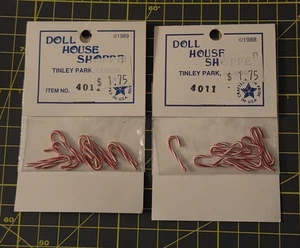 ©1989
DOLL
HOUSE
SHOPPE
TINLEY PARK,
$ 1.75
ITEM NO. 4011
©1988
DOLL
HOUSE
SHOPPE
TINLEY PARK,
$ 1.75
4011